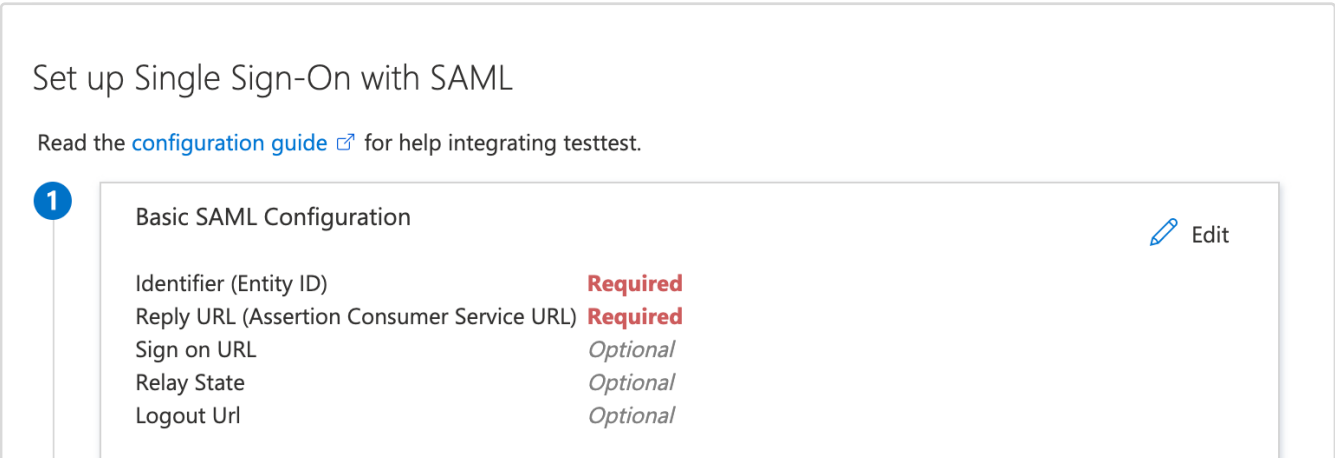 Set up Single Sign-On with SAML
Read the configuration guide for help integrating testtest.
1
Basic SAML Configuration
Edit
Identifier (Entity ID) Required
Reply URL (Assertion Consumer Service URL) Required
Sign on URL Optional
Relay State Optional
Logout Url Optional